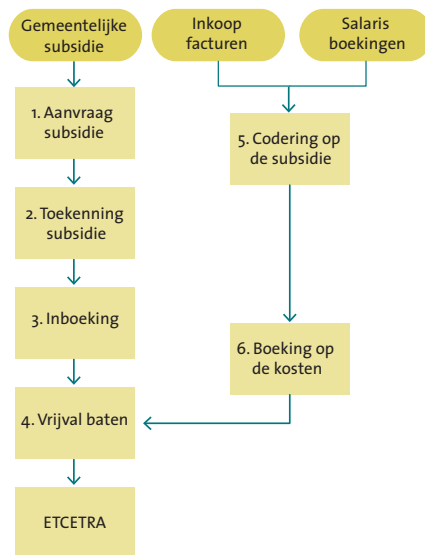 Gemeentelijke
subsidie
Inkoop
facturen
Salaris
boekingen
1. Aanvraag
subsidie
5. Codering op
de subsidie
2. Toekenning
subsidie
3. Inboeking
6. Boeking op
de kosten
4. Vrijval baten
ETCETRA